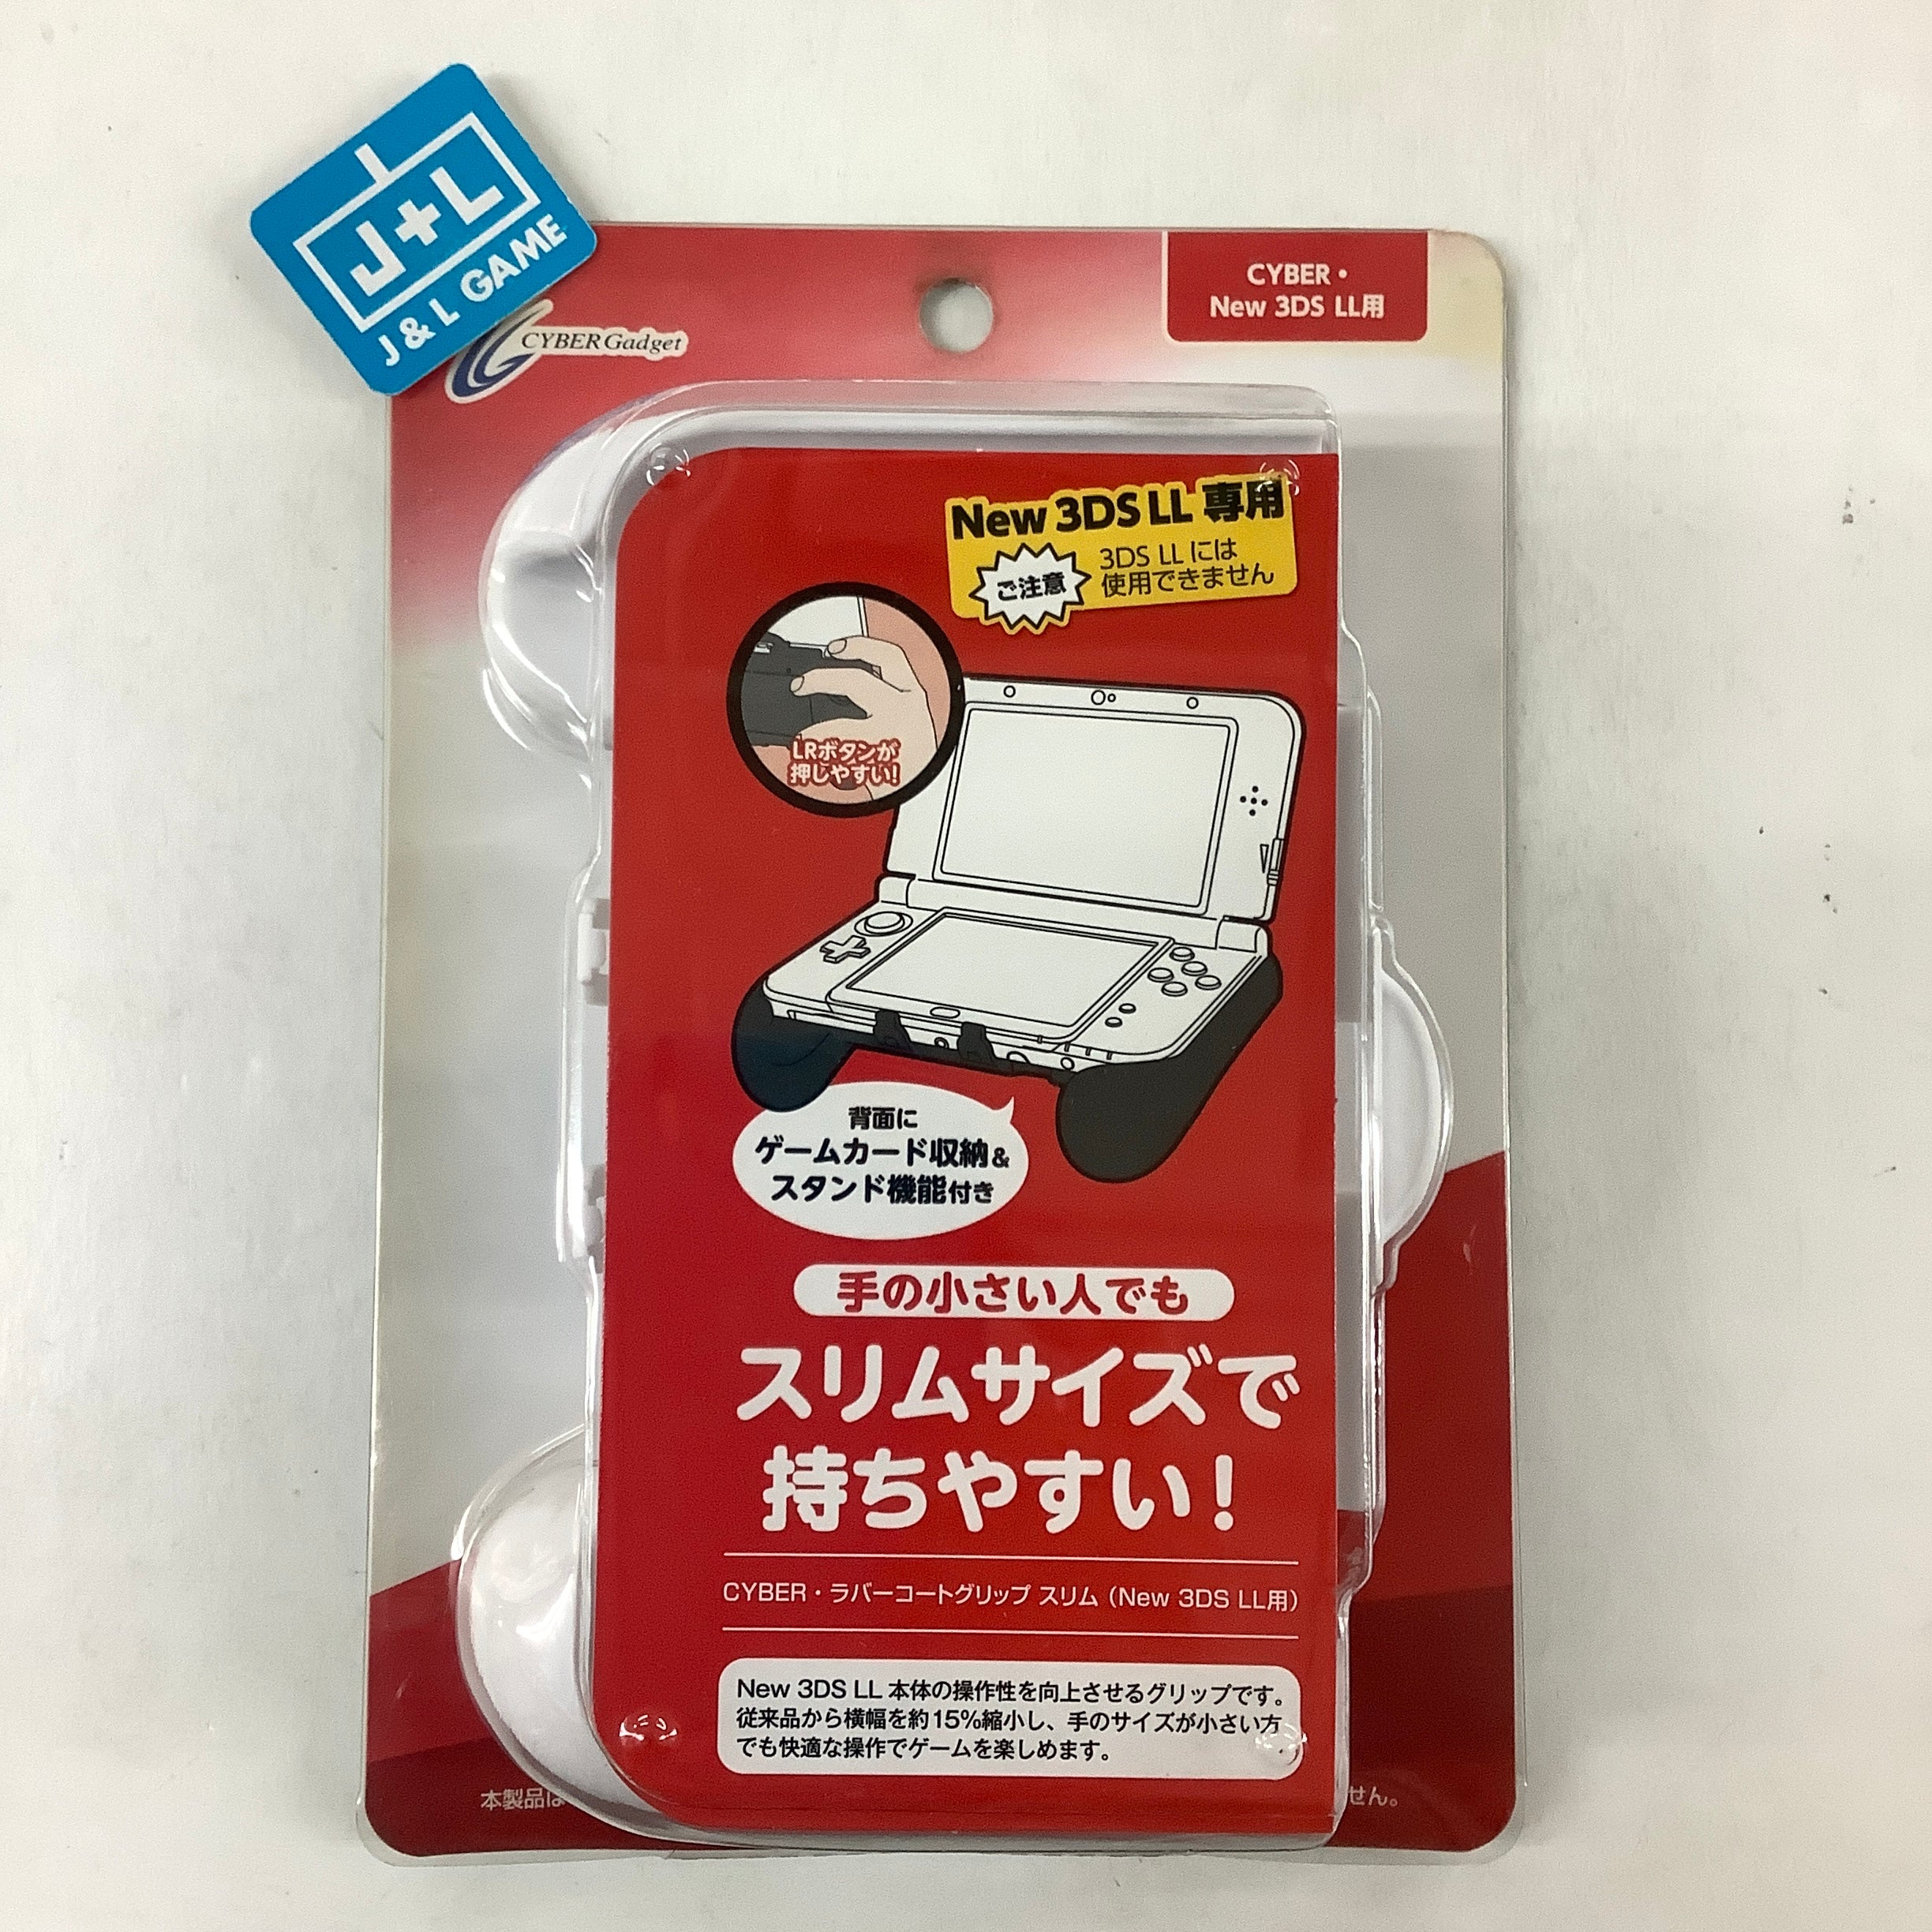 J+L
J & L GAME
CYBER Gadget
CYBER・
New 3DS LL用
New 3DS LL 専用
ご注意
3DS LL には
使用できません
LRボタンが
押しやすい!
背面に
ゲームカード収納&
スタンド機能付き
手の小さい人でも
スリムサイズで
持ちやすい!
CYBER・ラバーコートグリップ スリム（New 3DS LL用）
New 3DS LL 本体の操作性を向上させるグリップです。
従来品から横幅を約15%縮小し、手のサイズが小さい方
でも快適な操作でゲームを楽しめます。
本製品は
せん。